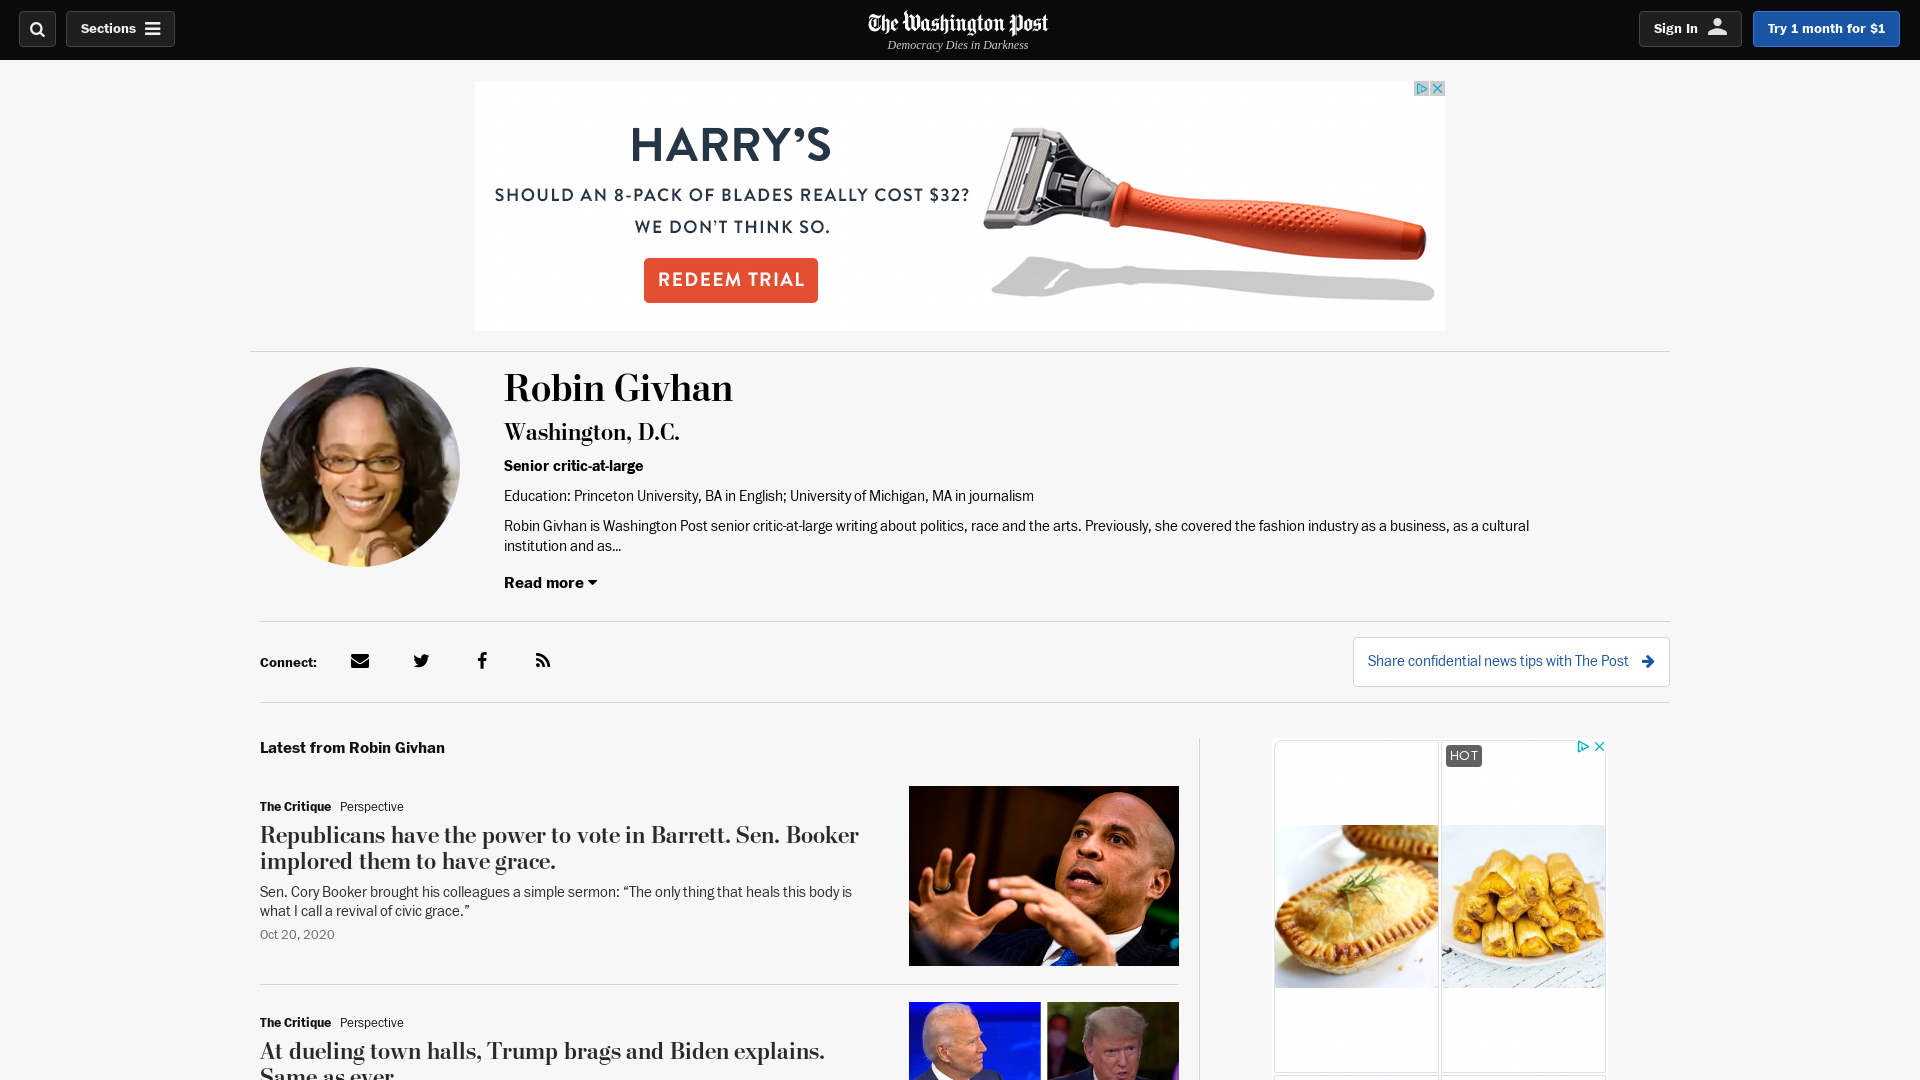 Sections
The Washington Post
Democracy Dies in Darkness
Sign In
Try 1 month for $1
HARRY'S
SHOULD AN 8-PACK OF BLADES REALLY COST $32?
WE DON'T THINK SO.
REDEEM TRIAL
Robin Givhan
Washington, D.C.
Senior critic-at-large
Education: Princeton University, BA in English; University of Michigan, MA in journalism
Robin Givhan is Washington Post senior critic-at-large writing about politics, race and the arts. Previously, she covered the fashion industry as a business, as a cultural
institution and as...
Read more
Connect:
Share confidential news tips with The Post
Latest from Robin Givhan
The Critique Perspective
Republicans have the power to vote in Barrett. Sen. Booker
implored them to have grace.
Sen. Cory Booker brought his colleagues a simple sermon: “The only thing that heals this body is
what I call a revival of civic grace.”
Oct 20, 2020
HOT
The Critique Perspective
At dueling town halls, Trump brags and Biden explains.
Same as ever.